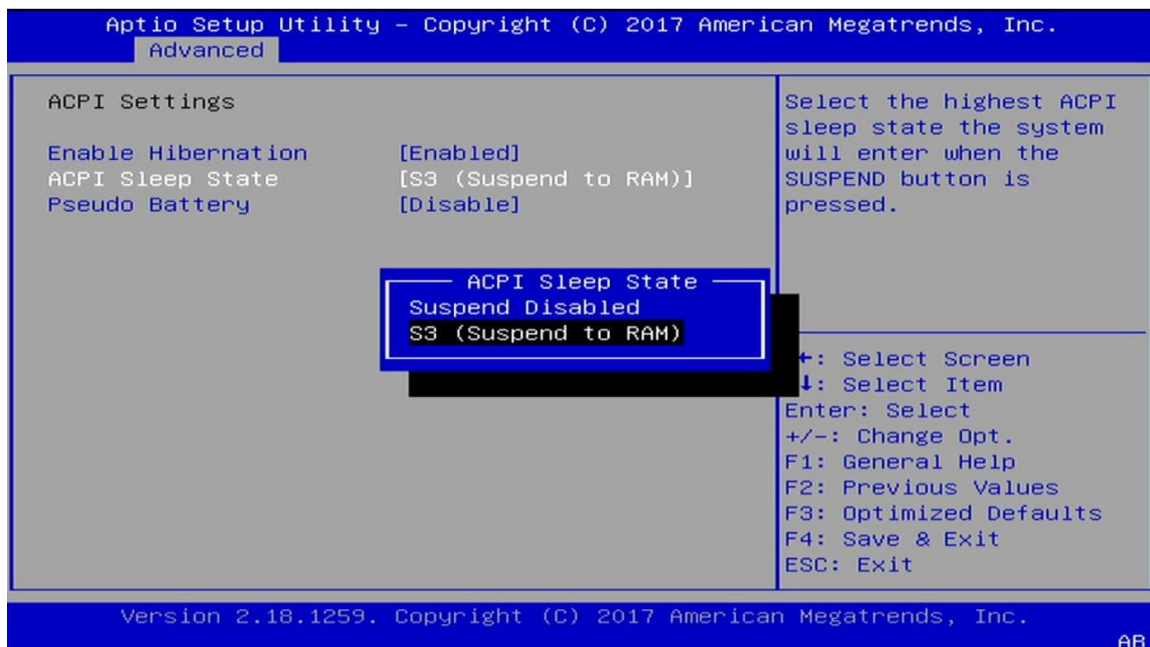 Aptio Setup Utility – Copyright (C) 2017 American Megatrends, Inc.
Advanced
ACPI Settings
Enable Hibernation [Enabled]
ACPI Sleep State [S3 (Suspend to RAM)]
Pseudo Battery [Disable]
ACPI Sleep State
Suspend Disabled
S3 (Suspend to RAM)
Select the highest ACPI
sleep state the system
will enter when the
SUSPEND button is
pressed.
←: Select Screen
↓: Select Item
Enter: Select
+/-: Change Opt.
F1: General Help
F2: Previous Values
F3: Optimized Defaults
F4: Save & Exit
ESC: Exit
Version 2.18.1259. Copyright (C) 2017 American Megatrends, Inc.
AB